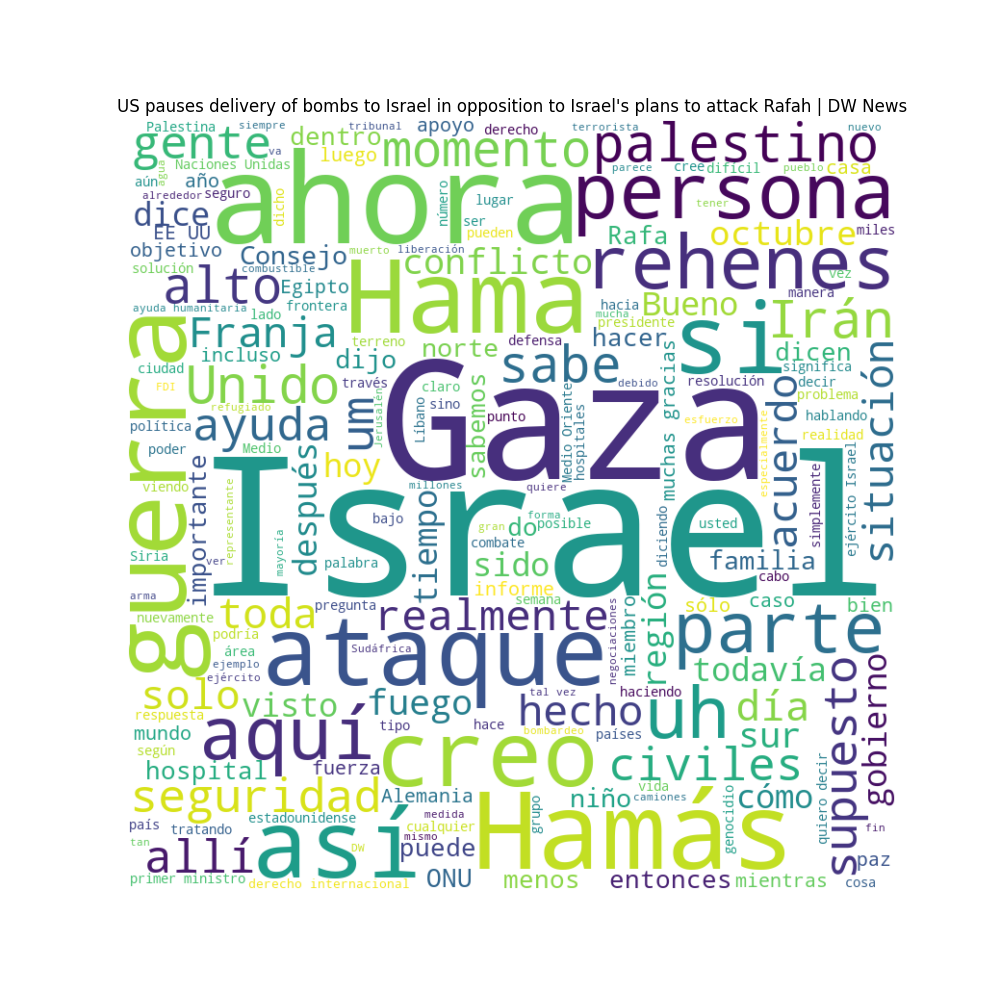 US pauses delivery of bombs to Israel in opposition to Israel's plans to attack Rafah | DW News
Palestina siempre tribunal apoyo derecho terrorista nuevo
gente va dentro luego momento palestino
Naciones Unidas parece cree difícil pueblo casa
agua aún año ahora número lugar persona tener
alrededor seguro dicho
dice EE UU ser pueden Rafa octubre miles
objetivo Consejo muerto liberación conflicto rehenes vez
solución combustible alto Egipto Hama manera
ayuda humanitaria frontera hacia mucha Bueno si Irán
guerra Franja lado terreno defensa presidente hacer
ciudad incluso dijo norte sabe dicen significa
FDI Unido través claro debido resolución decir situación
refugiado Jerusalén Líbano sino punto Gaza esfuerzo problema
política ayuda um sabemos Medio Oriente hospitales muchas gracias especialmente acuerdo hablando
poder Medio hoy realidad
importante después millones quiere simplemente ejército Israel
viendo representante Israel
bajo tiempo gran forma do posible diciendo usted
Siria mayoría palabra combate sido familia
ver informe cabo
arma toda pregunta semana región sólo caso bien
nuevamente realmente negociaciones miembro parte
podría ataque
área Sudáfrica
ejemplo todavía
ejército tal vez haciendo
solo visto fuego hecho uh día supuesto gobierno
respuesta tipo hace bombardeo países
mundo aquí creo sur
según
hospital fuerza civiles vida
seguridad Alemania niño camiones cómo quiero decir
estadounidense medida grupo genocidio
país tratando así cualquier Hamás fin
tan mismo
allí DW puede paz
primer ministro derecho internacional ONU menos entonces mientras cosa